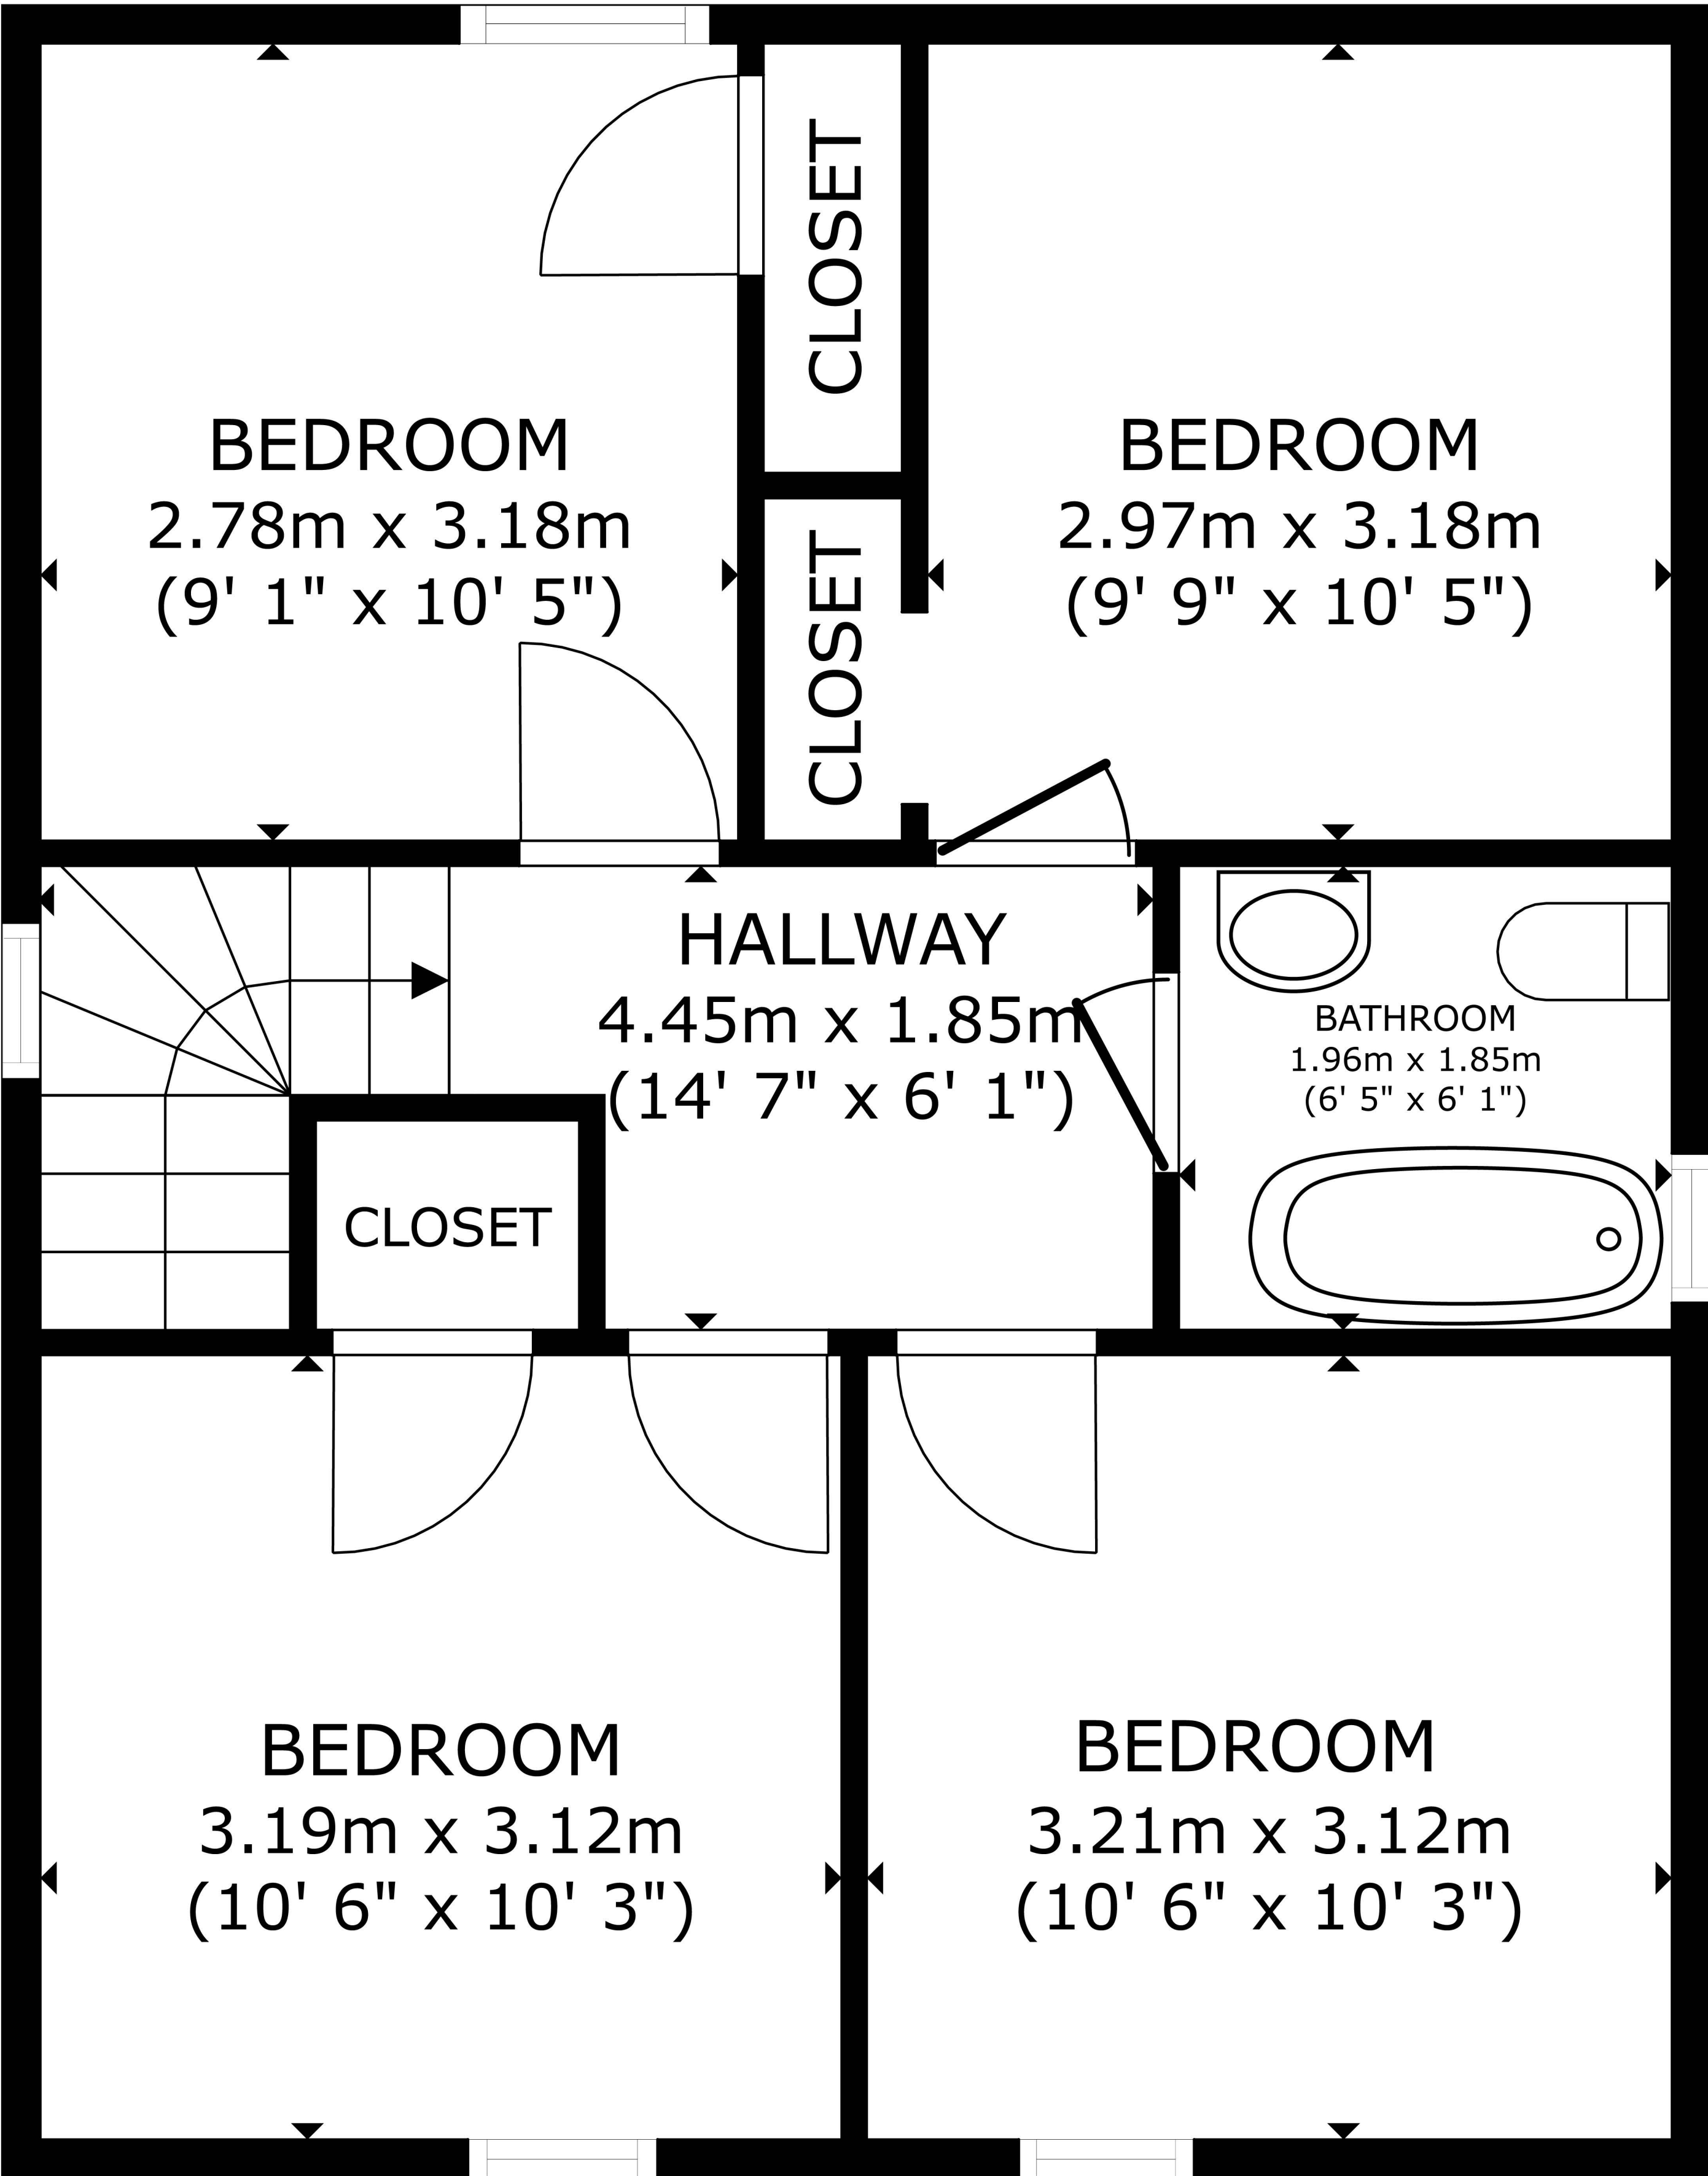 BEDROOM
2.78m x 3.18m
(9' 1" x 10' 5")
CLOSET
CLOSET
BEDROOM
2.97m x 3.18m
(9' 9" x 10' 5")
HALLWAY
4.45m x 1.85m
(14' 7" x 6' 1")
BATHROOM
1.96m x 1.85m
(6' 5" x 6' 1")
CLOSET
BEDROOM
3.19m x 3.12m
(10' 6" x 10' 3")
BEDROOM
3.21m x 3.12m
(10' 6" x 10' 3")